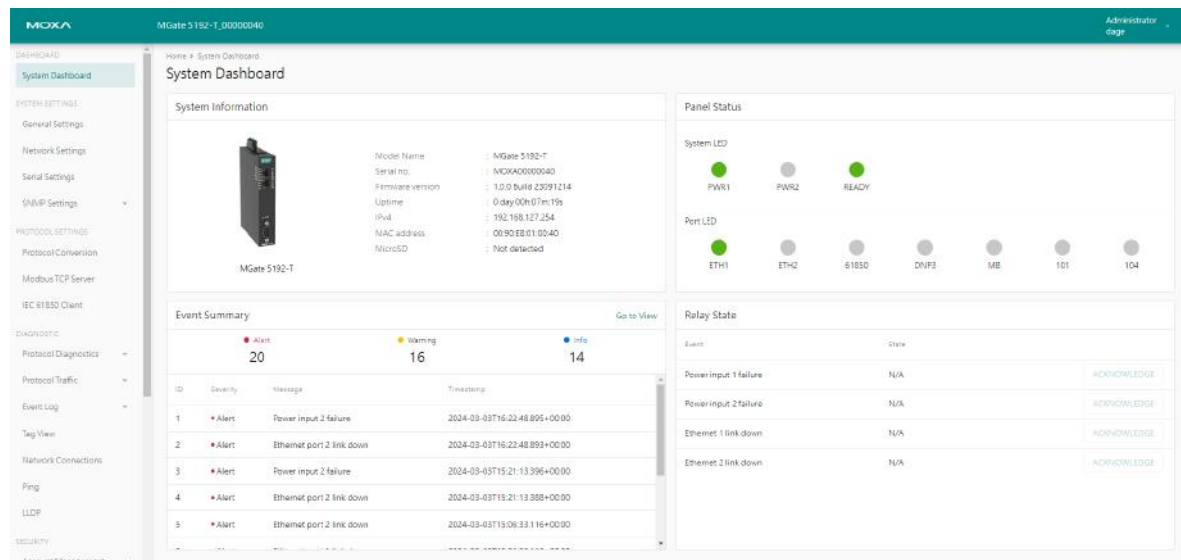 MOXA
MGate 5192-T_00000040
Administrator
dage
DASHBOARD
System Dashboard
SYSTEM SETTINGS
General Settings
Network Settings
Serial Settings
SNMP Settings
PROTOCOL SETTINGS
Protocol Conversion
Modbus TCP Server
IEC 61850 Client
DIAGNOSTIC
Protocol Diagnostics
Protocol Traffic
Event Log
Tag View
Network Connections
Ping
LLDP
SECURITY
Home > System Dashboard
System Dashboard
System Information
MGate 5192-T
Model Name : MGate 5192-T
Serial no. : MOXA00000040
Firmware version : 1.0.0 Build 23091214
Uptime : 0 day 00h:07m:19s
IPv4 : 192.168.127.254
MAC address : 00:90:E8:01:00:40
MicroSD : Not detected
Panel Status
System LED
PWR1 PWR2 READY
Port LED
ETH1 ETH2 61850 DNP3 MB 101 104
Event Summary Go to View
Alert Warning Info
20 16 14
ID Severity Message Timestamp
1 Alert Power input 2 failure 2024-03-03T16:22:48.895+00:00
2 Alert Ethernet port 2 link down 2024-03-03T16:22:48.893+00:00
3 Alert Power input 2 failure 2024-03-03T15:21:13.396+00:00
4 Alert Ethernet port 2 link down 2024-03-03T15:21:13.388+00:00
5 Alert Ethernet port 2 link down 2024-03-03T15:06:33.116+00:00
Relay State
Event State
Power input 1 failure N/A ACKNOWLEDGE
Power input 2 failure N/A ACKNOWLEDGE
Ethernet 1 link down N/A ACKNOWLEDGE
Ethernet 2 link down N/A ACKNOWLEDGE